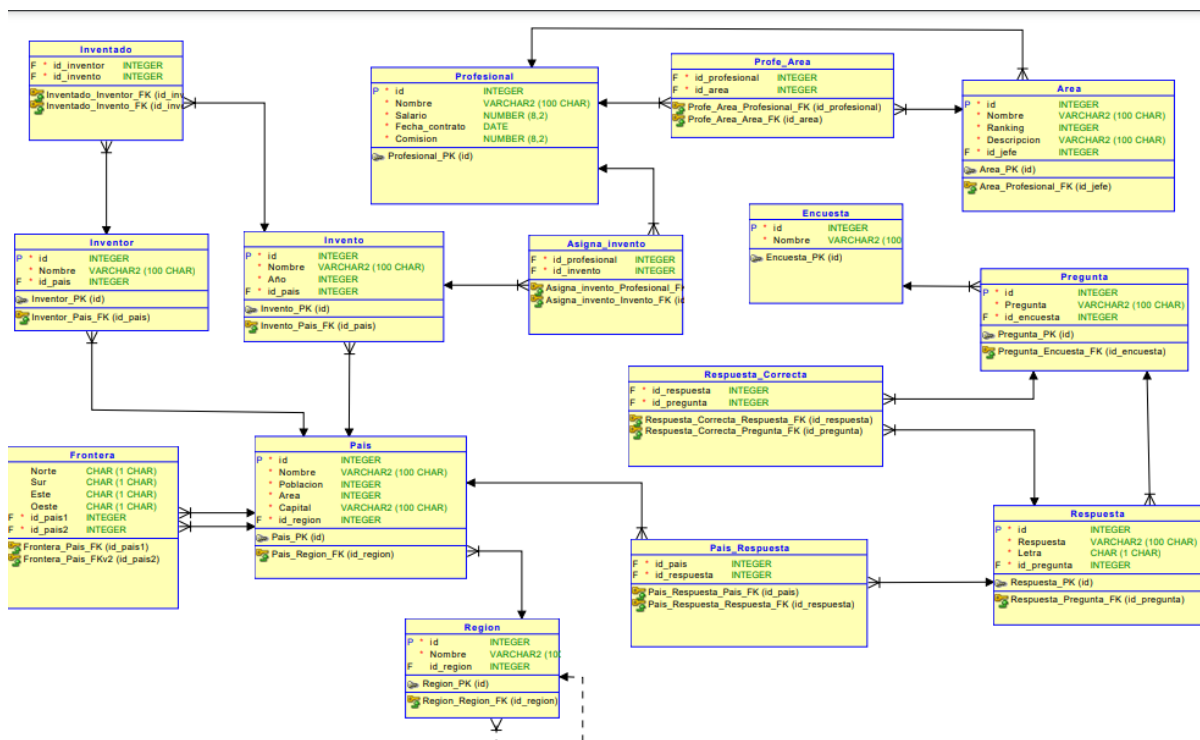 Inventado
F * id_inventor INTEGER
F * id_invento INTEGER
Inventado_Inventor_FK (id_in
Inventado_Invento_FK (id_inv
Profesional
P * id INTEGER
* Nombre VARCHAR2 (100 CHAR)
* Salario NUMBER (8,2)
* Fecha_contrato DATE
* Comision NUMBER (8,2)
Profesional_PK (id)
Profe_Area
F * id_profesional INTEGER
F * id_area INTEGER
Profe_Area_Profesional_FK (id_profesional)
Profe_Area_Area_FK (id_area)
Area
P * id INTEGER
* Nombre VARCHAR2 (100 CHAR)
* Ranking INTEGER
* Descripcion VARCHAR2 (100 CHAR)
F * id_jefe INTEGER
Area_PK (id)
Area_Profesional_FK (id_jefe)
Inventor
P * id INTEGER
* Nombre VARCHAR2 (100 CHAR)
F * id_pais INTEGER
Inventor_PK (id)
Inventor_Pais_FK (id_pais)
Invento
P * id INTEGER
* Nombre VARCHAR2 (100 CHAR)
* Año INTEGER
F * id_pais INTEGER
Invento_PK (id)
Invento_Pais_FK (id_pais)
Asigna_invento
F * id_profesional INTEGER
F * id_invento INTEGER
Asigna_invento_Profesional_F
Asigna_invento_Invento_FK (id
Encuesta
P * id INTEGER
* Nombre VARCHAR2 (100
Encuesta_PK (id)
Pregunta
P * id INTEGER
* Pregunta VARCHAR2 (100 CHAR)
F * id_encuesta INTEGER
Pregunta_PK (id)
Pregunta_Encuesta_FK (id_encuesta)
Respuesta_Correcta
F * id_respuesta INTEGER
F * id_pregunta INTEGER
Respuesta_Correcta_Respuesta_FK (id_respuesta)
Respuesta_Correcta_Pregunta_FK (id_pregunta)
Frontera
Norte CHAR (1 CHAR)
Sur CHAR (1 CHAR)
Este CHAR (1 CHAR)
Oeste CHAR (1 CHAR)
F * id_pais1 INTEGER
F * id_pais2 INTEGER
Frontera_Pais_FK (id_pais1)
Frontera_Pais_FKv2 (id_pais2)
Pais
P * id INTEGER
* Nombre VARCHAR2 (100 CHAR)
* Poblacion INTEGER
* Area INTEGER
* Capital VARCHAR2 (100 CHAR)
F * id_region INTEGER
Pais_PK (id)
Pais_Region_FK (id_region)
Pais_Respuesta
F * id_pais INTEGER
F * id_respuesta INTEGER
Pais_Respuesta_Pais_FK (id_pais)
Pais_Respuesta_Respuesta_FK (id_respuesta)
Respuesta
P * id INTEGER
* Respuesta VARCHAR2 (100 CHAR)
* Letra CHAR (1 CHAR)
F * id_pregunta INTEGER
Respuesta_PK (id)
Respuesta_Pregunta_FK (id_pregunta)
Region
P * id INTEGER
* Nombre VARCHAR2 (10
F id_region INTEGER
Region_PK (id)
Region_Region_FK (id_region)